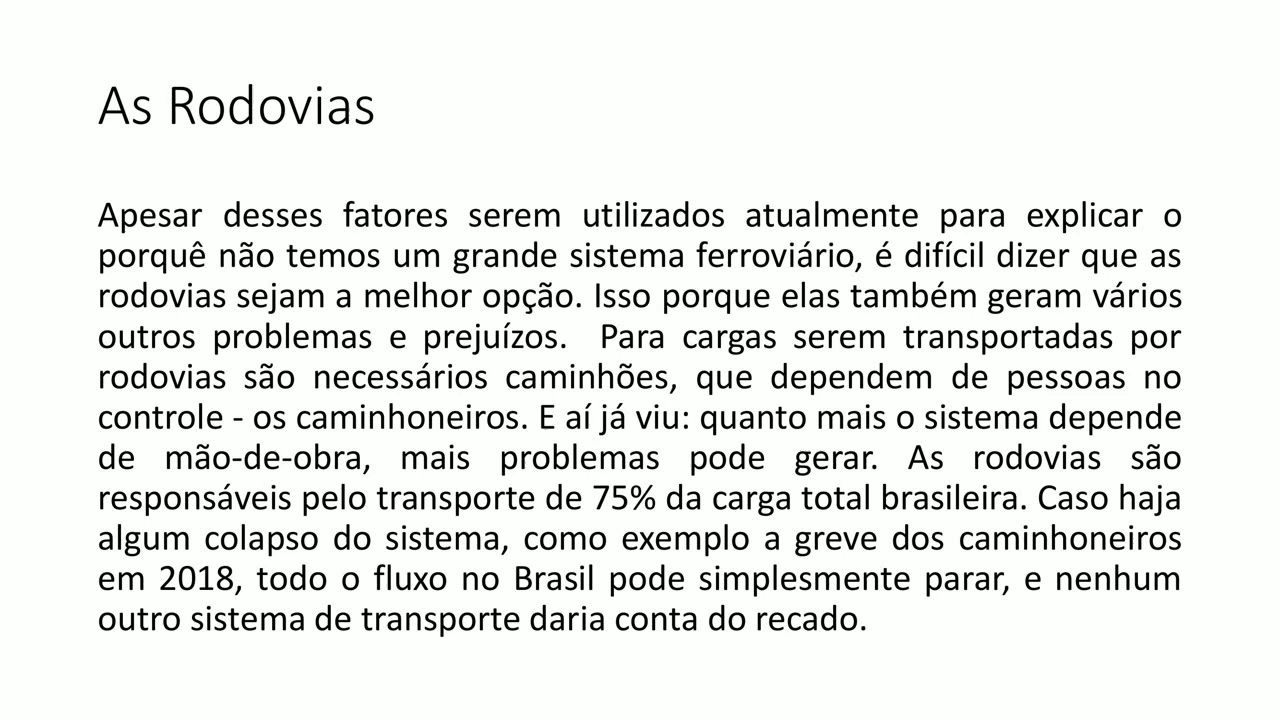 As Rodovias
Apesar desses fatores serem utilizados atualmente para explicar o
porquê não temos um grande sistema ferroviário, é difícil dizer que as
rodovias sejam a melhor opção. Isso porque elas também geram vários
outros problemas e prejuízos.  Para cargas serem transportadas por
rodovias são necessários caminhões, que dependem de pessoas no
controle - os caminhoneiros. E aí já viu: quanto mais o sistema depende
de mão-de-obra, mais problemas pode gerar. As rodovias são
responsáveis pelo transporte de 75% da carga total brasileira. Caso haja
algum colapso do sistema, como exemplo a greve dos caminhoneiros
em 2018, todo o fluxo no Brasil pode simplesmente parar, e nenhum
outro sistema de transporte daria conta do recado.